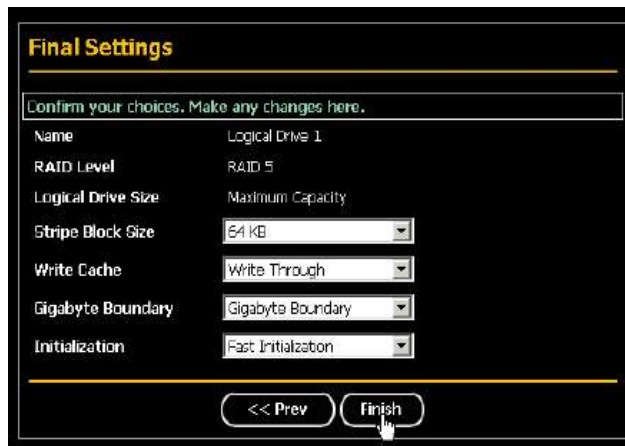 Final Settings
Confirm your choices. Make any changes here.
Name Logical Drive 1
RAID Level RAID 5
Logical Drive Size Maximum Capacity
Stripe Block Size 64 KB
Write Cache Write Through
Gigabyte Boundary Gigabyte Boundary
Initialization Fast Initialization
<< Prev Finish